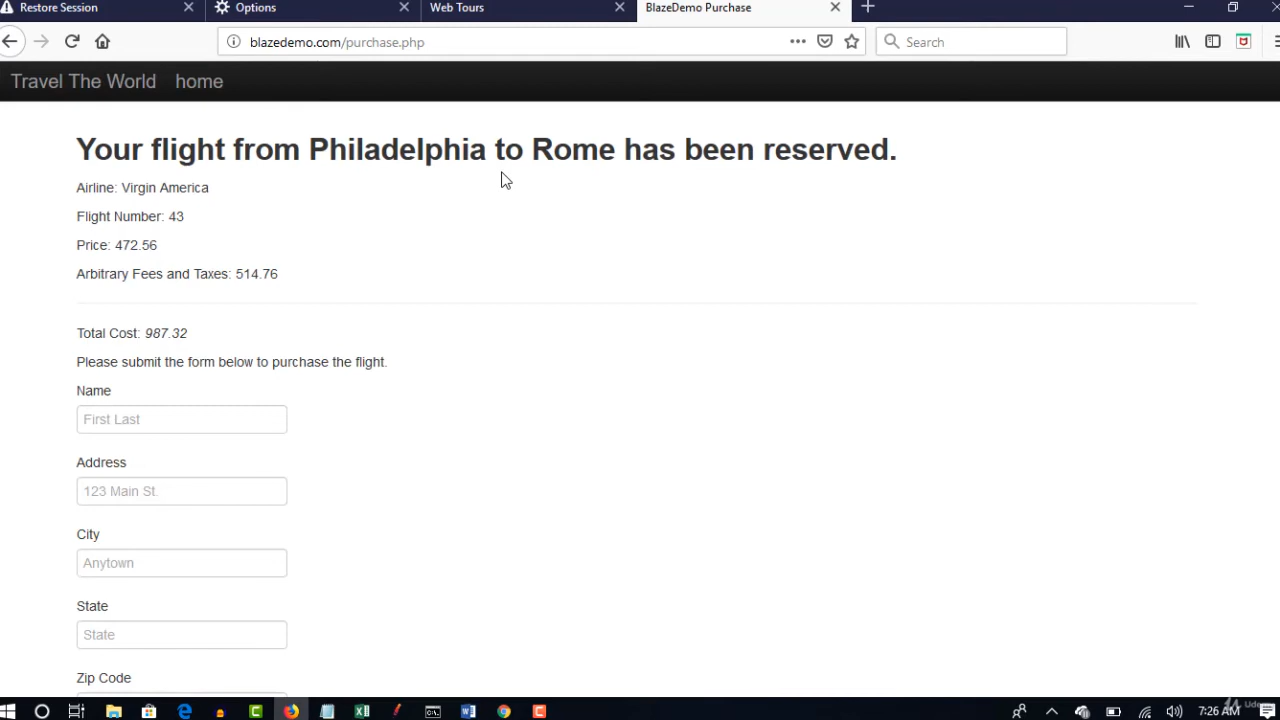 Restore Session
Options
Web Tours
BlazeDemo Purchase
blazedemo.com/purchase.php
Search
Travel The World home
Your flight from Philadelphia to Rome has been reserved.
Airline: Virgin America
Flight Number: 43
Price: 472.56
Arbitrary Fees and Taxes: 514.76
Total Cost: 987.32
Please submit the form below to purchase the flight.
Name
First Last
Address
123 Main St.
City
Anytown
State
State
Zip Code
7:26 AM